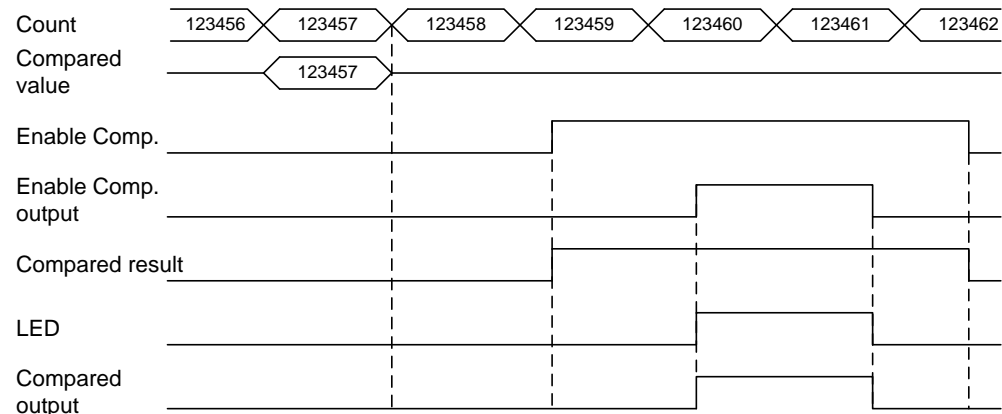 Count 123456 123457 123458 123459 123460 123461 123462
Compared
value
123457
Enable Comp.
Enable Comp.
output
Compared result
LED
Compared
output